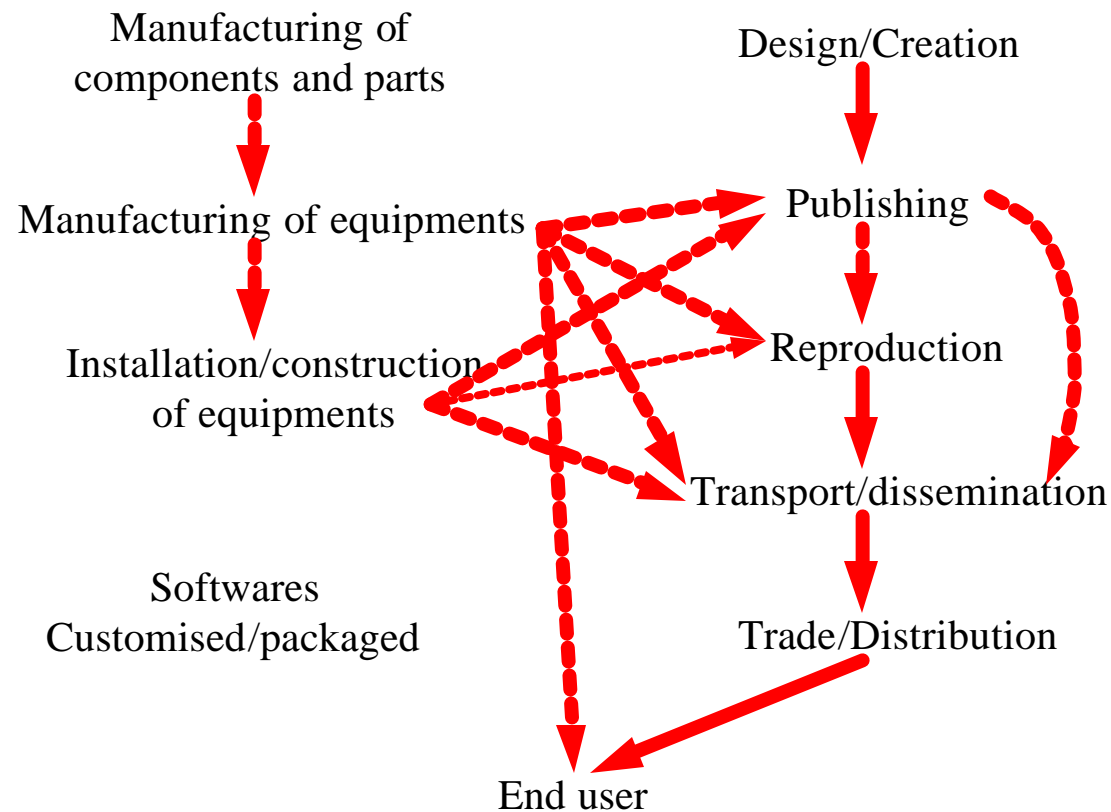 Manufacturing of
components and parts
Design/Creation
Manufacturing of equipments
Publishing
Installation/construction
of equipments
Reproduction
Transport/dissemination
Softwares
Customised/packaged
Trade/Distribution
End user